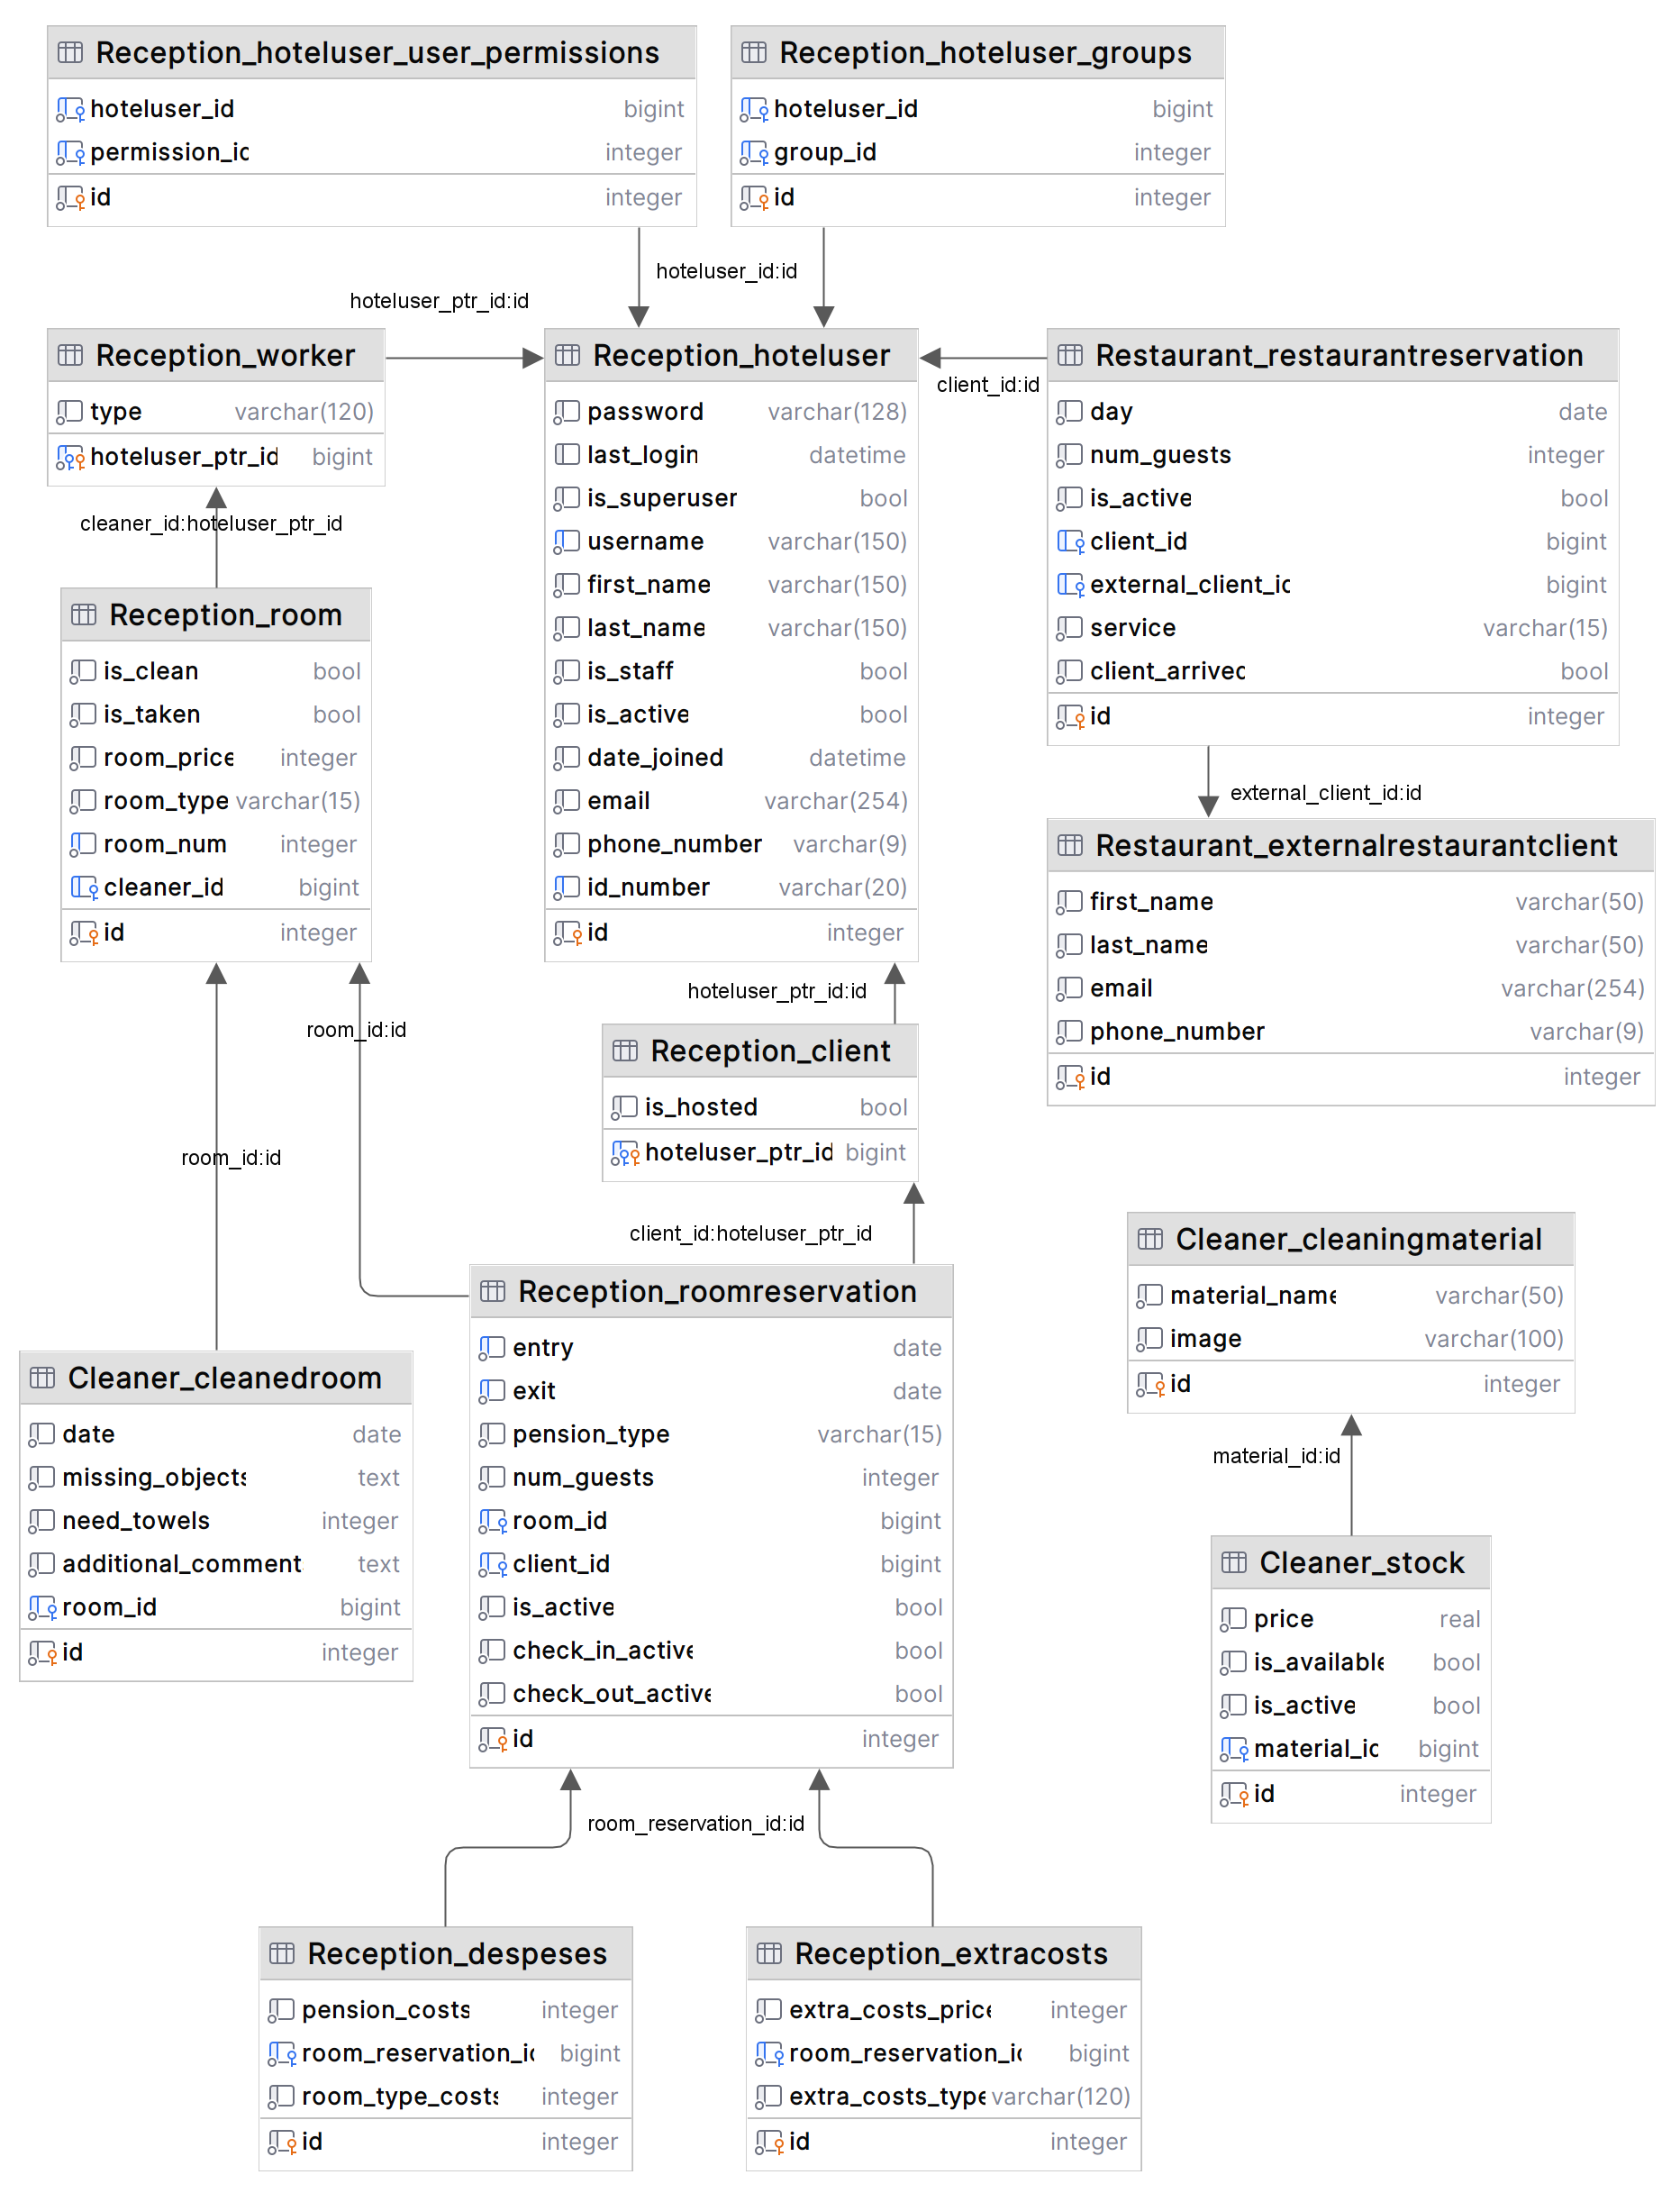 Reception_hoteluser_user_permissions
hoteluser_id bigint
permission_ic integer
id integer
Reception_hoteluser_groups
hoteluser_id bigint
group_id integer
id integer
hoteluser_id:id
hoteluser_ptr_id:id
Reception_worker
type varchar(120)
hoteluser_ptr_id bigint
cleaner_id:hoteluser_ptr_id
Reception_hoteluser
password varchar(128)
last_login datetime
is_superuser bool
username varchar(150)
first_name varchar(150)
last_name varchar(150)
is_staff bool
is_active bool
date_joined datetime
email varchar(254)
phone_number varchar(9)
id_number varchar(20)
id integer
client_id:id
Restaurant_restaurantreservation
day date
num_guests integer
is_active bool
client_id bigint
external_client_ic bigint
service varchar(15)
client_arrivec bool
id integer
external_client_id:id
Reception_room
is_clean bool
is_taken bool
room_price integer
room_type varchar(15)
room_num integer
cleaner_id bigint
id integer
Restaurant_externalrestaurantclient
first_name varchar(50)
last_name varchar(50)
email varchar(254)
phone_number varchar(9)
id integer
hoteluser_ptr_id:id
room_id:id
Reception_client
is_hosted bool
hoteluser_ptr_id bigint
room_id:id
client_id:hoteluser_ptr_id
Cleaner_cleaningmaterial
material_name varchar(50)
image varchar(100)
id integer
material_id:id
Reception_roomreservation
entry date
exit date
pension_type varchar(15)
num_guests integer
room_id bigint
client_id bigint
is_active bool
check_in_active bool
check_out_active bool
id integer
Cleaner_cleanedroom
date date
missing_objects text
need_towels integer
additional_comment text
room_id bigint
id integer
Cleaner_stock
price real
is_available bool
is_active bool
material_ic bigint
id integer
room_reservation_id:id
Reception_despeses
pension_costs integer
room_reservation_ic bigint
room_type_costs integer
id integer
Reception_extracosts
extra_costs_price integer
room_reservation_ic bigint
extra_costs_type varchar(120)
id integer